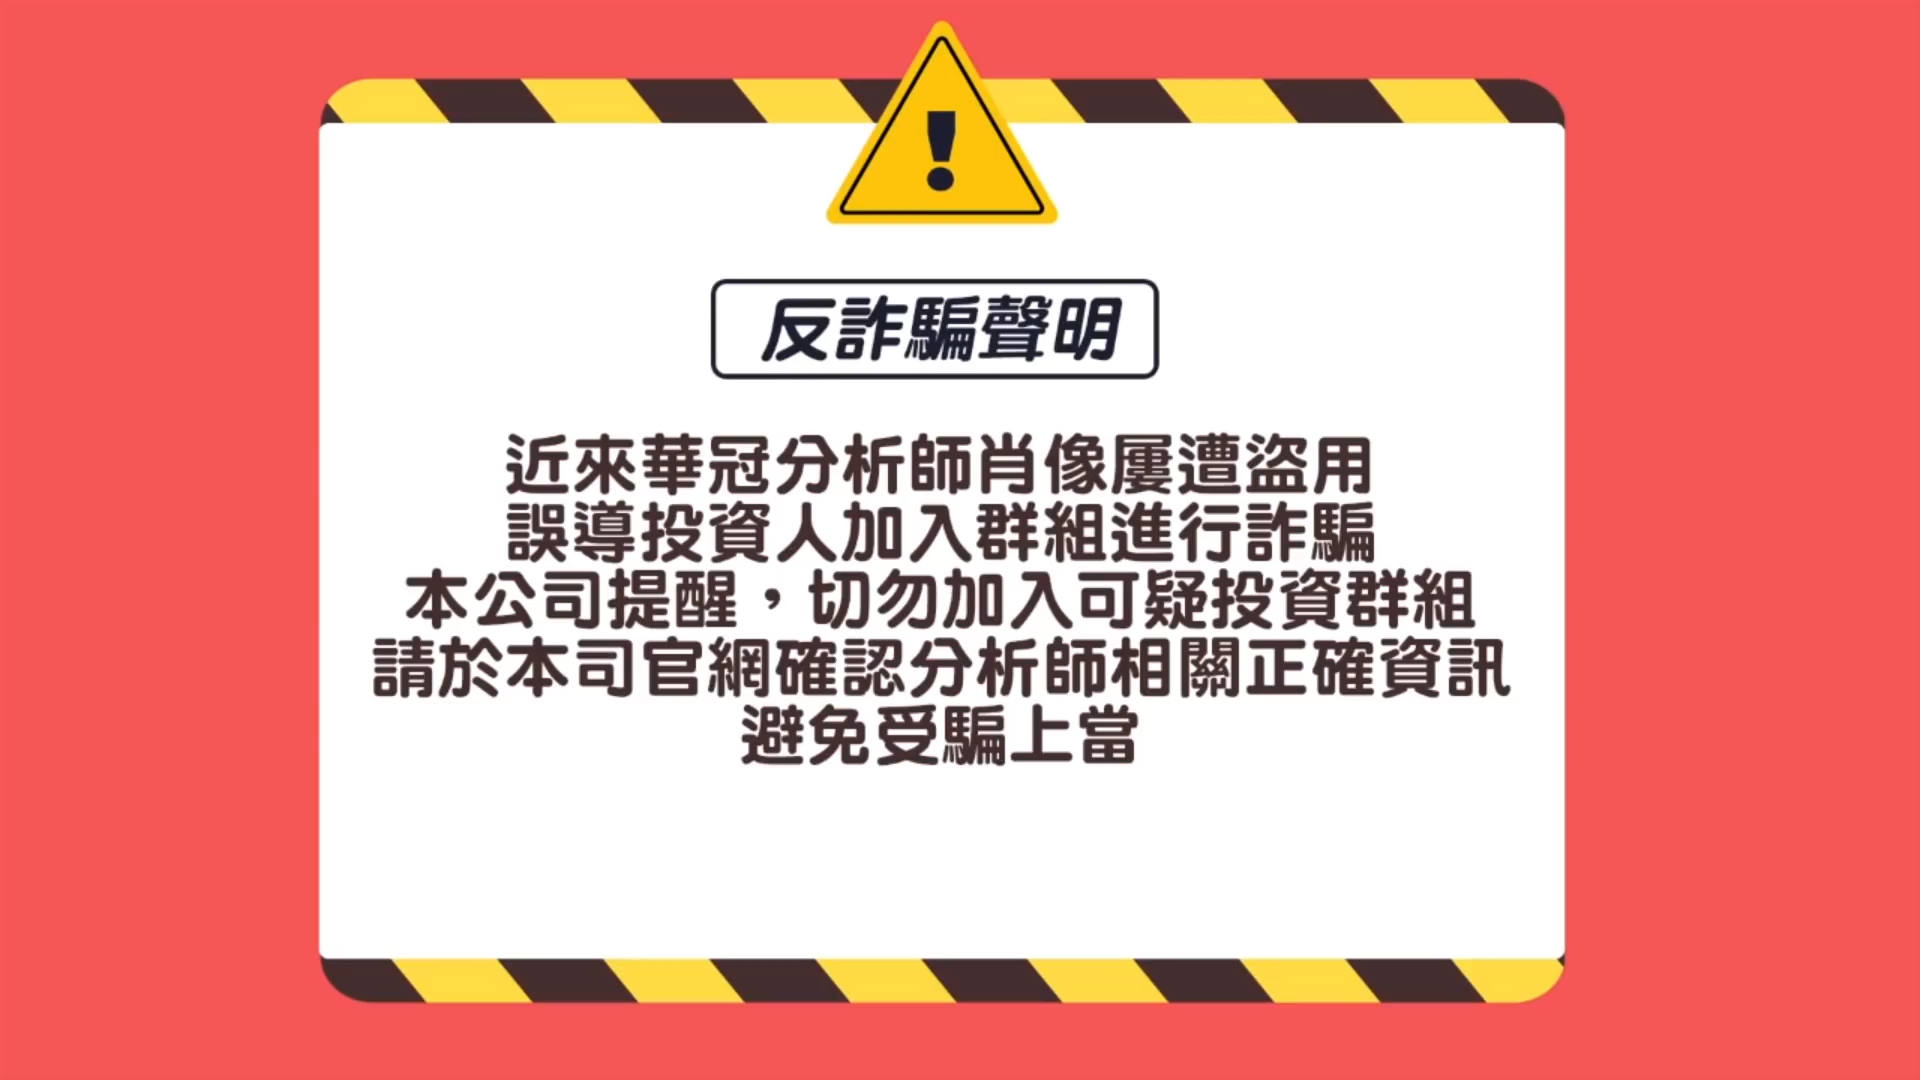 反詐騙聲明
近來華冠分析師肖像屢遭盜用
誤導投資人加入群組進行詐騙
本公司提醒，切勿加入可疑投資群組
請於本司官網確認分析師相關正確資訊
避免受騙上當